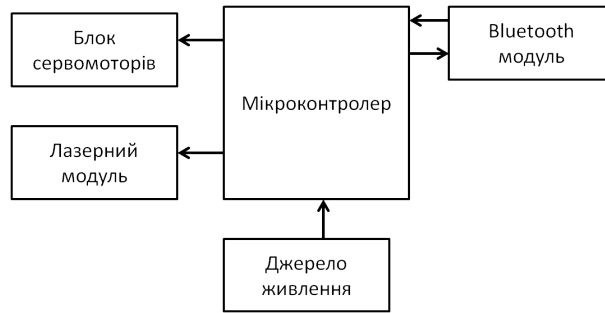 Блок
сервомоторів
Bluetooth
модуль
Мікроконтролер
Лазерний
модуль
Джерело
живлення